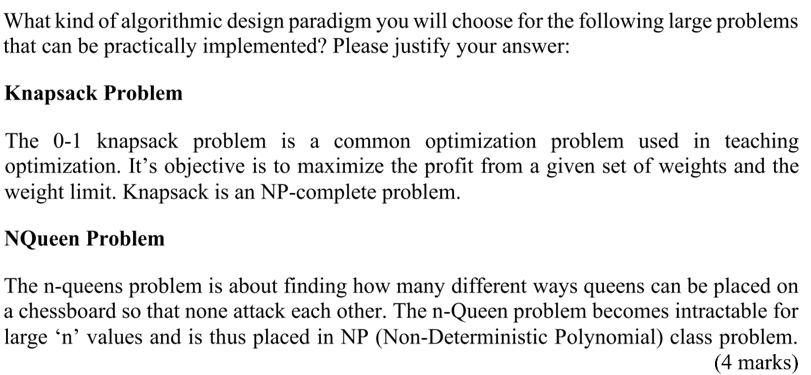 What kind of algorithmic design paradigm you will choose for the following large problems
that can be practically implemented? Please justify your answer:
Knapsack Problem
The 0-1 knapsack problem is a common optimization problem used in teaching
optimization. It's objective is to maximize the profit from a given set of weights and the
weight limit. Knapsack is an NP-complete problem.
NQueen Problem
The n-queens problem is about finding how many different ways queens can be placed on
a chessboard so that none attack each other. The n-Queen problem becomes intractable for
large ‘n’ values and is thus placed in NP (Non-Deterministic Polynomial) class problem.
(4 marks)